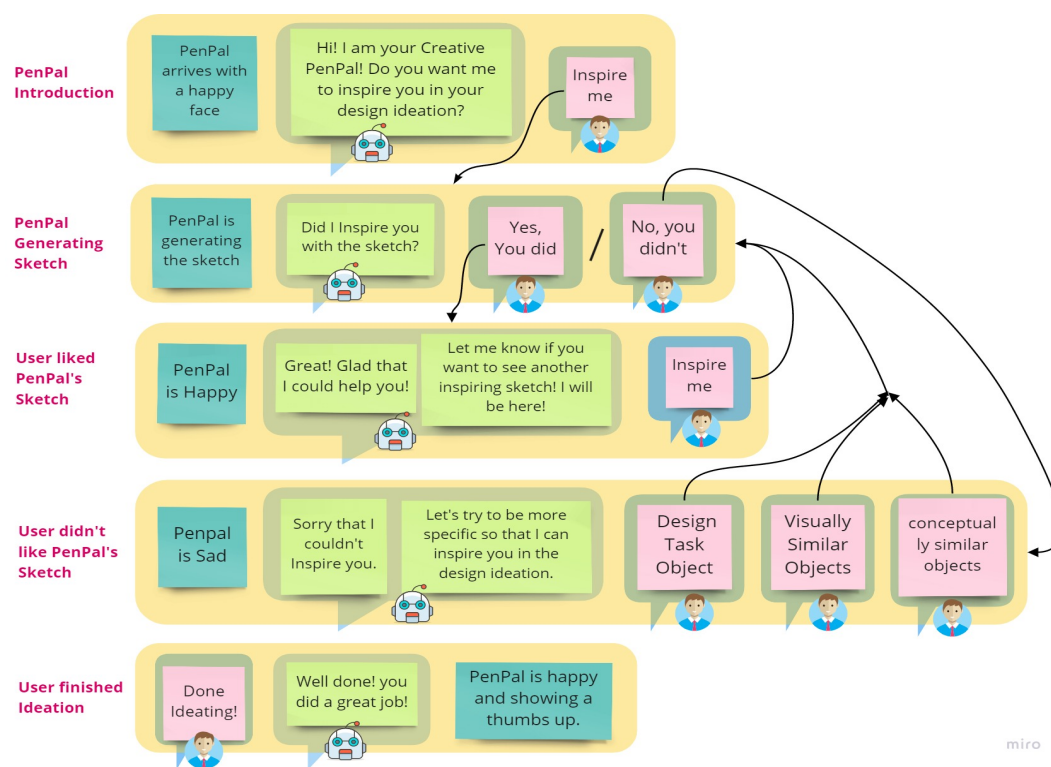 PenPal
Introduction
PenPal
arrives with
a happy
face
Hi! I am your Creative
PenPal! Do you want me
to inspire you in your
design ideation?
Inspire
me
PenPal
Generating
Sketch
PenPal is
generating
the sketch
Did I Inspire you
with the sketch?
Yes,
You did
/
No, you
didn't
User liked
PenPal's
Sketch
PenPal
is Happy
Great! Glad that
I could help you!
Let me know if you
want to see another
inspiring sketch! I will
be here!
Inspire
me
User didn't
like PenPal's
Sketch
Penpal
is Sad
Sorry that I
couldn't
Inspire you.
Let's try to be more
specific so that I can
inspire you in the
design ideation.
Design
Task
Object
Visually
Similar
Objects
conceptual
ly similar
objects
User finished
Ideation
Done
Ideating!
Well done! you
did a great job!
PenPal is happy
and showing a
thumbs up.
miro